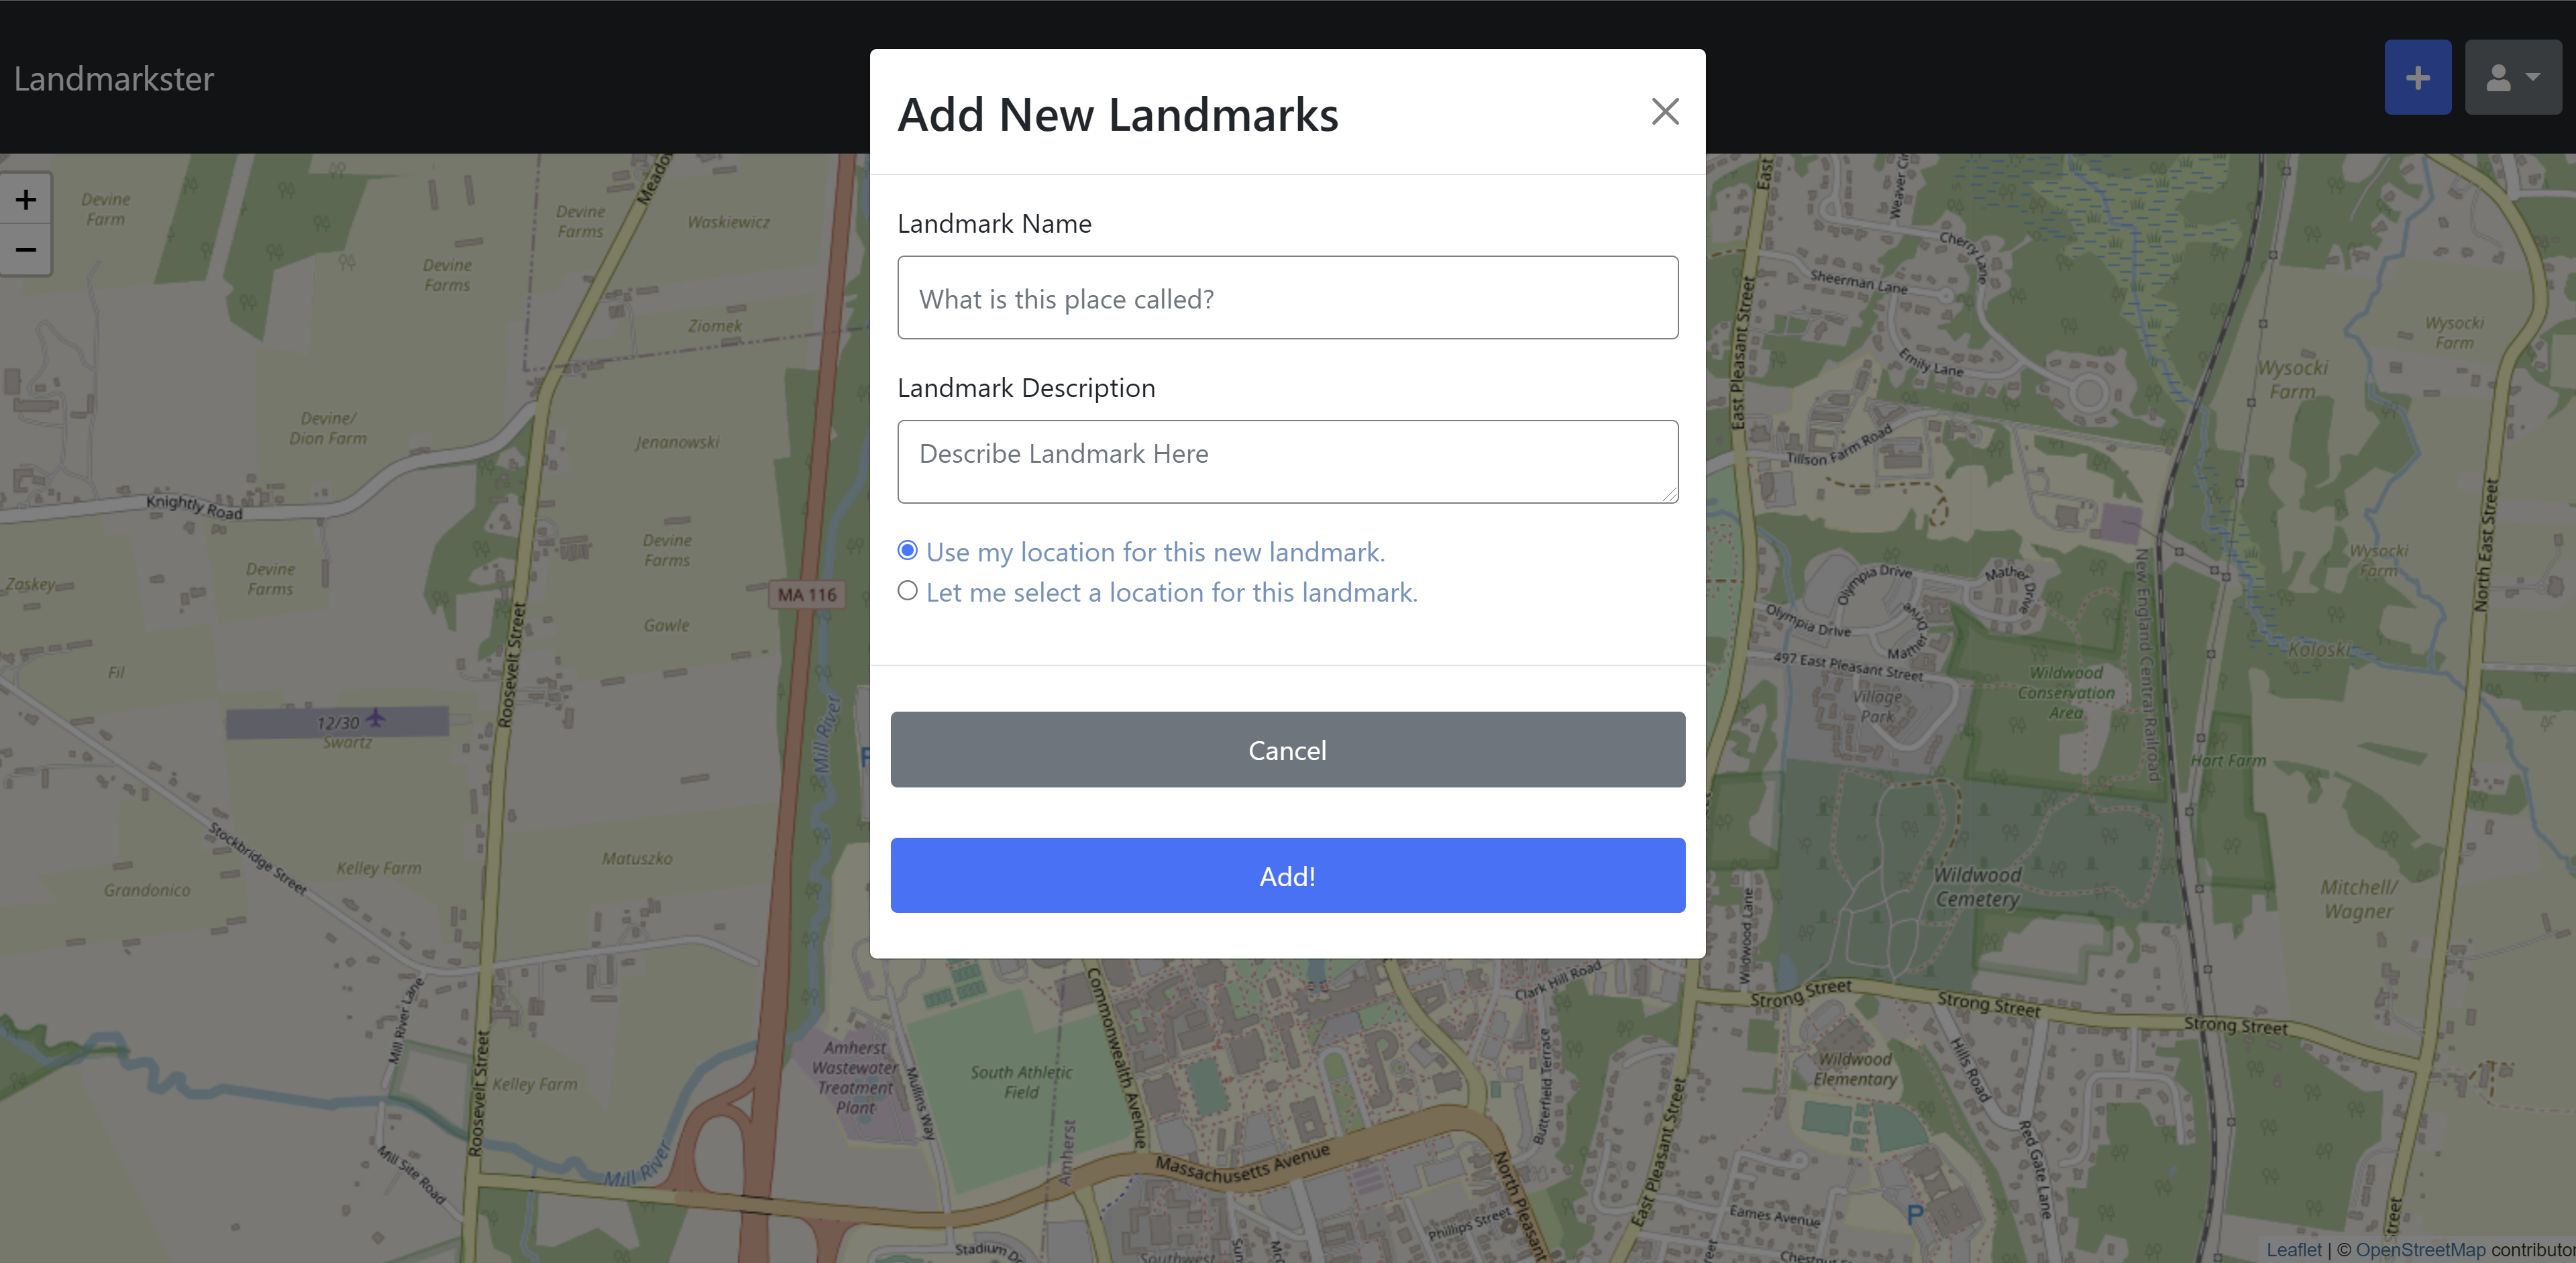 Landmarkster
Add New Landmarks
Landmark Name
What is this place called?
Landmark Description
Describe Landmark Here
Use my location for this new landmark.
Let me select a location for this landmark.
Cancel
Add!
+
−
Devine
Farm
Devine
Farms
Waskiewicz
Devine
Farms
Ziomek
Devine/
Dion Farm
Jenanowski
Knightly Road
Devine
Farms
Devine
Farms
Zaskey
Gawle
MA 116
Roosevelt Street
Fil
12/30
Swartz
Mill River
Stockbridge Street
Kelley Farm
Matuszko
Grandonico
Mill River Lane
Roosevelt Street
Kelley Farm
Mill Site Road
Mill River
Amherst
Wastewater
Treatment
Plant
Mullins Way
South Athletic
Field
Amherst
Commonwealth Avenue
Massachusetts Avenue
Phillips Street
North Pleasant
Butterfield Terrace
Clark Hill Road
East Pleasant Street
East
East Pleasant Street
Cherry Lane
Sheerman Lane
Emily Lane
Tillson Farm Road
Olympia Drive
Olympia Drive
Mather Drive
Mather Drive
497 East Pleasant Street
Village
Park
Wildwood
Conservation
Area
New England Central Railroad
Wysocki
Farm
Wysocki
Farm
Wysocki
Farm
North East Street
Koloski
Hart Farm
Wildwood
Cemetery
Mitchell/
Wagner
Wildwood Lane
Strong Street
Strong Street
Strong Street
Wildwood
Elementary
Hills Road
Red Gate Lane
Eames Avenue
P
Leaflet | © OpenStreetMap contributor